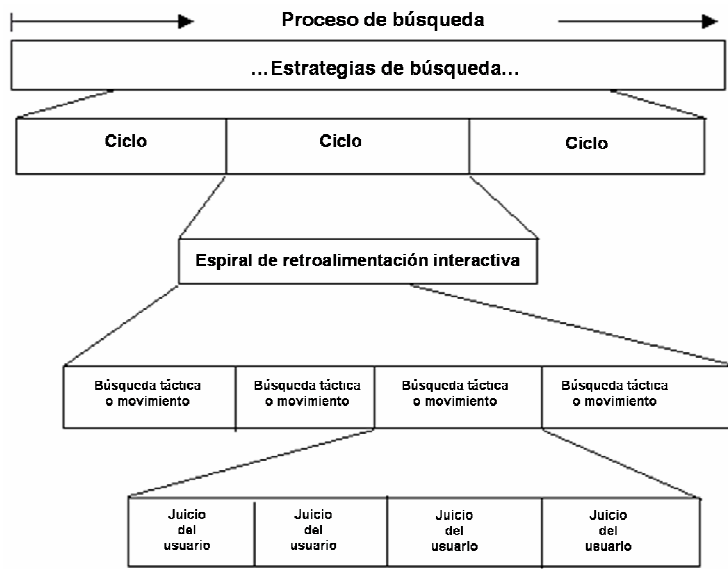 Proceso de búsqueda
...Estrategias de búsqueda...
Ciclo Ciclo Ciclo
Espiral de retroalimentación interactiva
Búsqueda táctica Búsqueda táctica Búsqueda táctica Búsqueda táctica
o movimiento o movimiento o movimiento o movimiento
Juicio Juicio Juicio Juicio
del del del del
usuario usuario usuario usuario